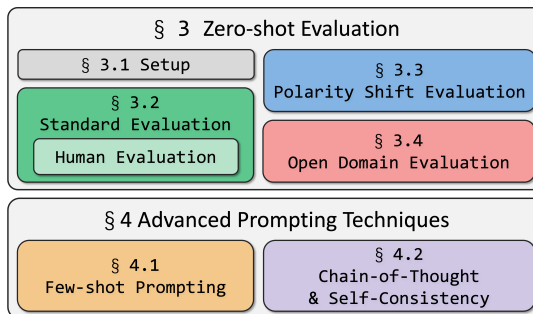 § 3 Zero-shot Evaluation
§ 3.1 Setup
§ 3.2
Standard Evaluation
Human Evaluation
§ 3.3
Polarity Shift Evaluation
§ 3.4
Open Domain Evaluation
§ 4 Advanced Prompting Techniques
§ 4.1
Few-shot Prompting
§ 4.2
Chain-of-Thought
& Self-Consistency